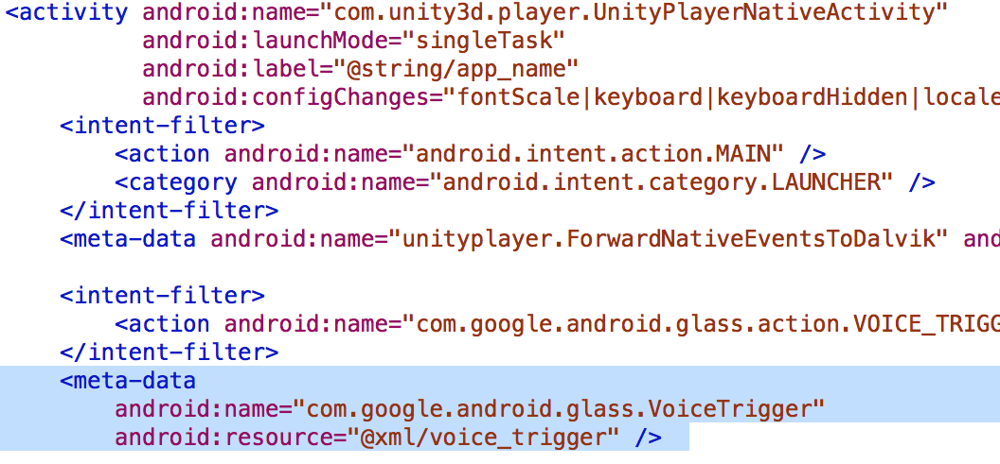 <activity android:name="com.unity3d.player.UnityPlayerNativeActivity"
android:launchMode="singleTask"
android:label="@string/app_name"
android:configChanges="fontScale|keyboard|keyboardHidden|locale
<intent-filter>
<action android:name="android.intent.action.MAIN" />
<category android:name="android.intent.category.LAUNCHER" />
</intent-filter>
<meta-data android:name="unityplayer.ForwardNativeEventsToDalvik" and
<intent-filter>
<action android:name="com.google.android.glass.action.VOICE_TRIGG
</intent-filter>
<meta-data
android:name="com.google.android.glass.VoiceTrigger"
android:resource="@xml/voice_trigger" />